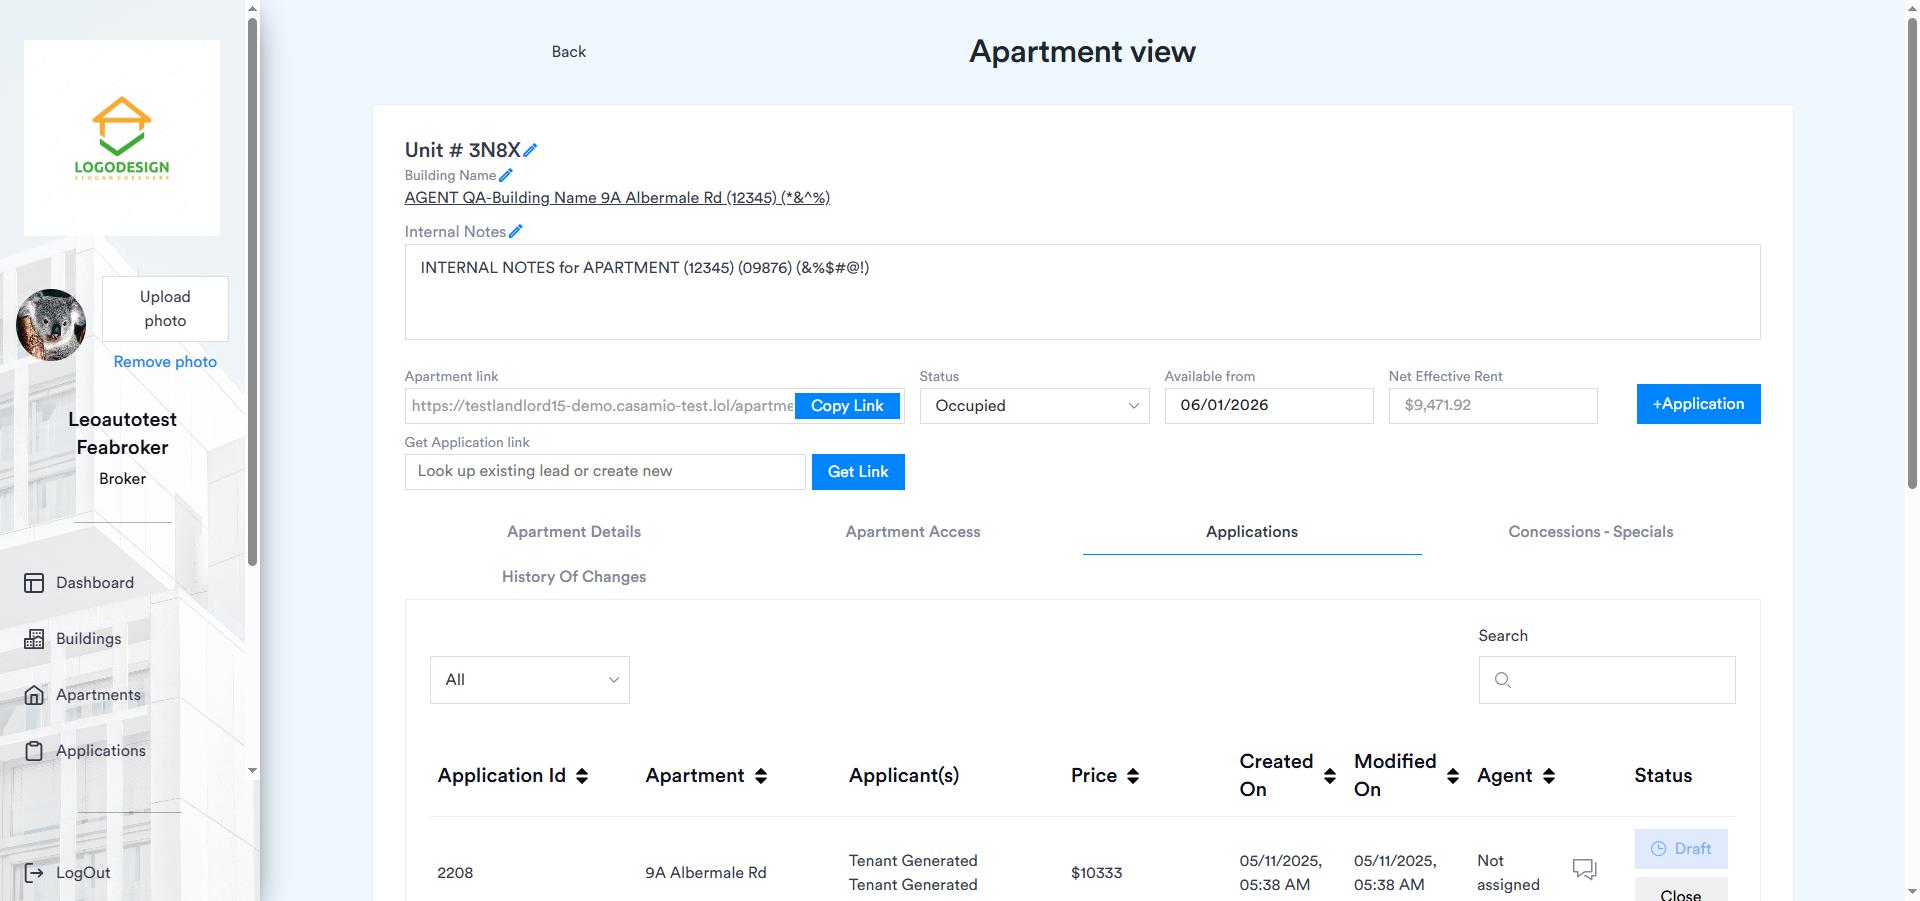 LOGODESIGN
SLOGAN GOES HERE
Upload
photo
Remove photo
Leoautotest
Feabroker
Broker
Dashboard
Buildings
Apartments
Applications
LogOut
Back
Apartment view
Unit # 3N8X
Building Name
AGENT QA-Building Name 9A Albermale Rd (12345) (*&^%)
Internal Notes
INTERNAL NOTES for APARTMENT (12345) (09876) (&%$#@!)
Apartment link
Status
Available from
Net Effective Rent
https://testlandlord15-demo.casamio-test.lol/apartme
Copy Link
Occupied
06/01/2026
$9,471.92
+Application
Get Application link
Look up existing lead or create new
Get Link
Apartment Details
Apartment Access
Applications
Concessions - Specials
History Of Changes
Search
All
Application Id
Apartment
Applicant(s)
Price
Created
On
Modified
On
Agent
Status
2208
9A Albermale Rd
Tenant Generated
Tenant Generated
$10333
05/11/2025,
05:38 AM
05/11/2025,
05:38 AM
Not
assigned
Draft
Close